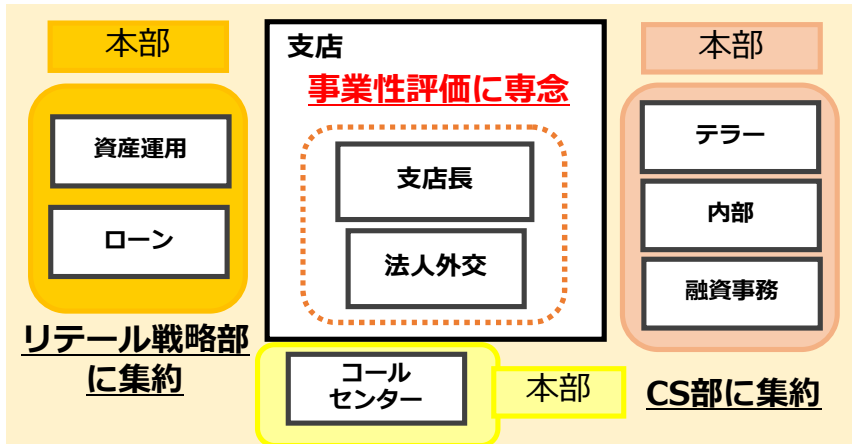 本部
資産運用
ローン
リテール戦略部
に集約
支店
事業性評価に専念
支店長
法人外交
コール
センター
本部
本部
テラー
内部
融資事務
CS部に集約